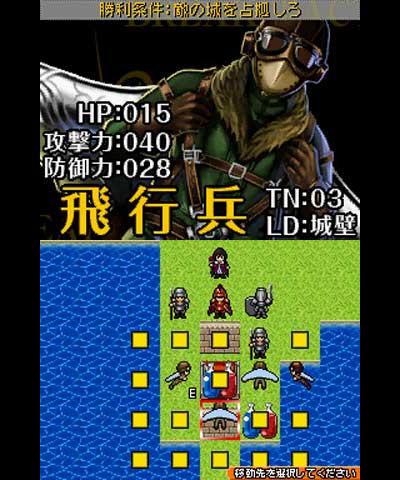 勝利条件:敵の城を占拠しろ
HP:015
攻撃力:040
防御力:028
飛行兵
TN:03
LD:城壁
E
移動先を選択してください